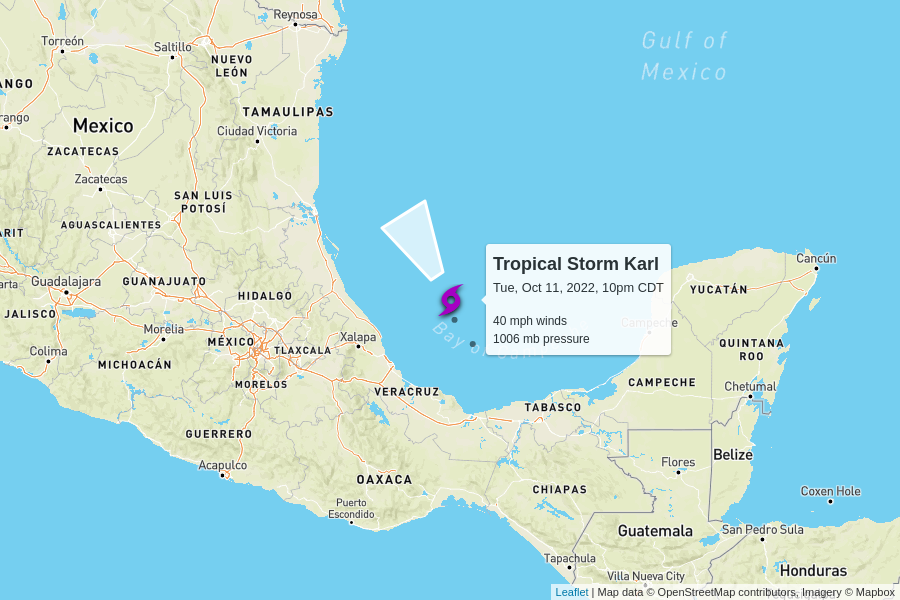 Reynosa
Gulf of
Mexico
Torreón
Saltillo
NUEVO
LEÓN
ANGO
TAMAULIPAS
rango
Mexico
Ciudad Victoria
ZACATECAS
Zacatecas
SAN LUIS
POTOSÍ
AGUASCALIENTES
ARIT
Tropical Storm Karl
Tue, Oct 11, 2022, 10pm CDT
40 mph winds
1006 mb pressure
Cancún
YUCATÁN
Campeche
Guadalajara
GUANAJUATO
HIDALGO
JALISCO
Morelia
MÉXICO
Xalapa
TLAXCALA
Colima
MICHOACÁN
MORELOS
VERACRUZ
Bay of
QUINTANA
ROO
CAMPECHE
Chetumal
TABASCO
GUERRERO
Acapulco
OAXACA
Flores
Belize
CHIAPAS
Coxen Hole
Puerto
Escondido
Guatemala
San Pedro Sula
Tapachula
Villa Nueva City
Honduras
Leaflet | Map data © OpenStreetMap contributors, Imagery © Mapbox